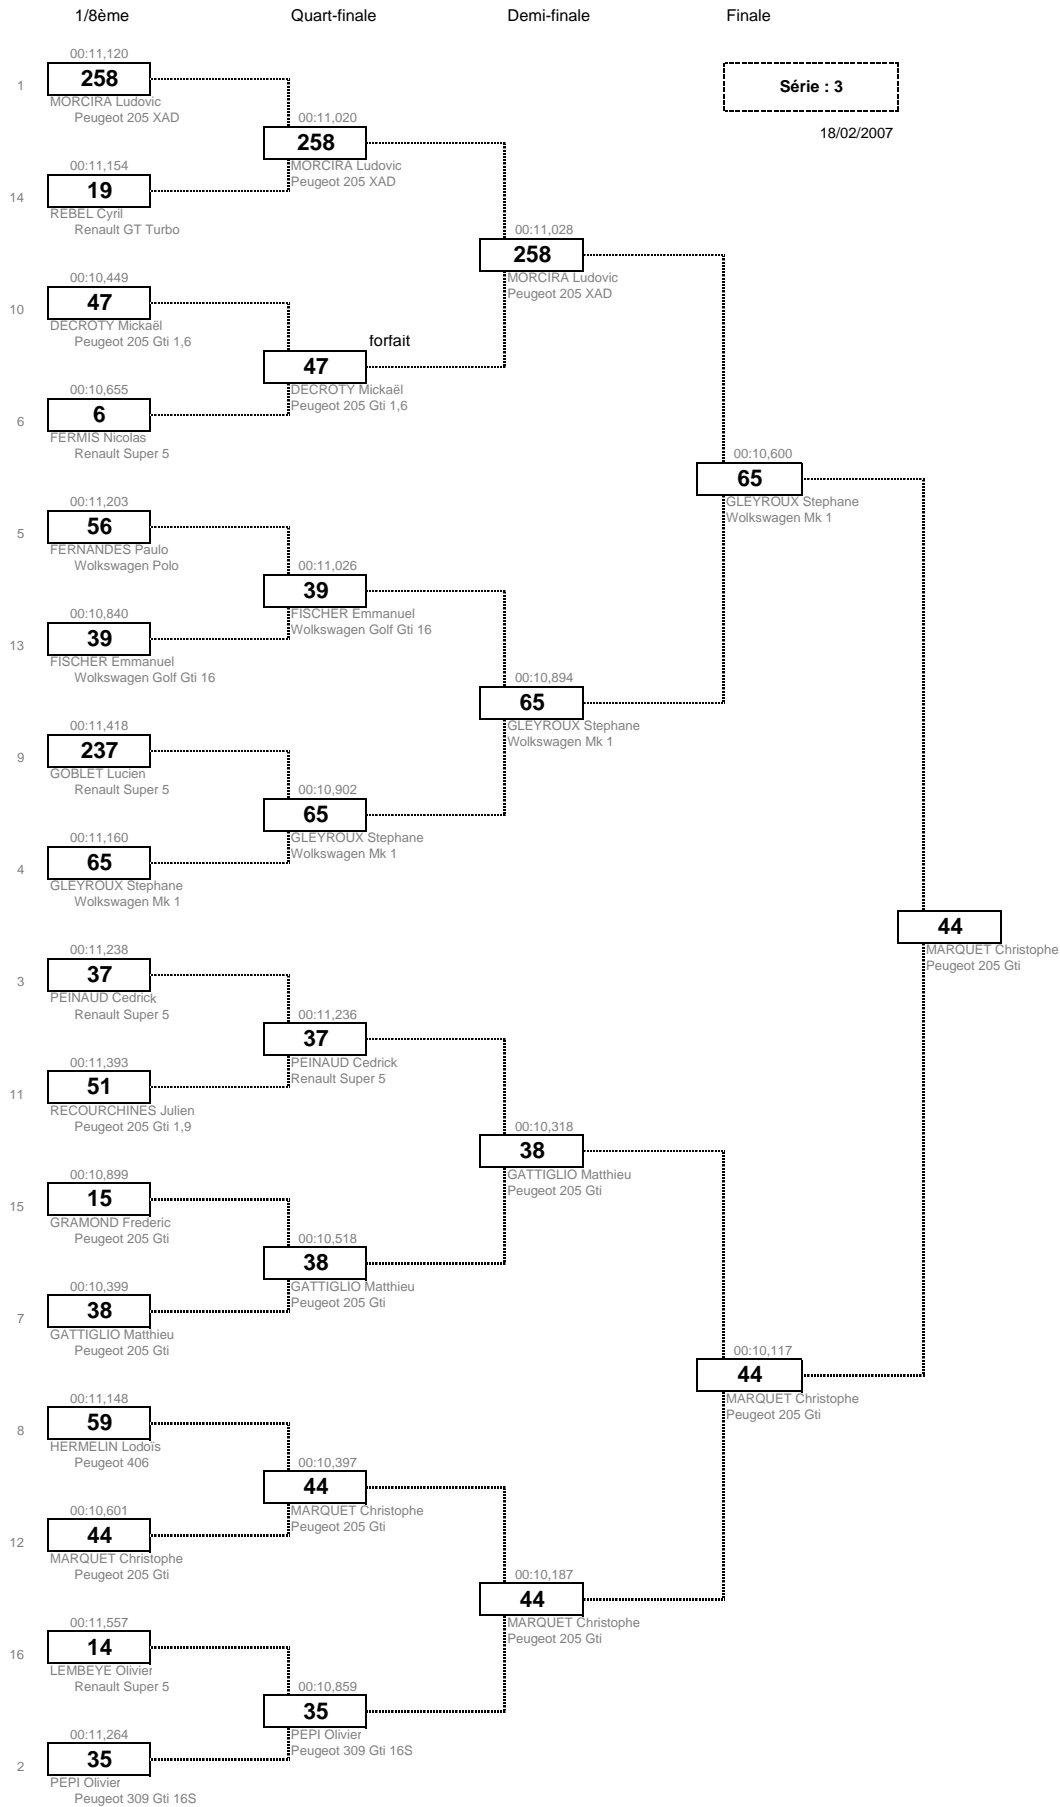 1/8ème
Quart-finale
Demi-finale
Finale
Série : 3
18/02/2007
00:11,120
1
258
MORCIRA Ludovic
Peugeot 205 XAD
00:11,154
14
19
REBEL Cyril
Renault GT Turbo
00:10,449
10
47
DECROTY Mickaël
Peugeot 205 Gti 1,6
00:10,655
6
6
FERMIS Nicolas
Renault Super 5
00:11,203
5
56
FERNANDES Paulo
Wolkswagen Polo
00:10,840
13
39
FISCHER Emmanuel
Wolkswagen Golf Gti 16
00:11,418
9
237
GOBLET Lucien
Renault Super 5
00:11,160
4
65
GLEYROUX Stephane
Wolkswagen Mk 1
00:11,238
3
37
PEINAUD Cedrick
Renault Super 5
00:11,393
11
51
RECOURCHINES Julien
Peugeot 205 Gti 1,9
00:10,899
15
15
GRAMOND Frederic
Peugeot 205 Gti
00:10,399
7
38
GATTIGLIO Matthieu
Peugeot 205 Gti
00:11,148
8
59
HERMELIN Lodoïs
Peugeot 406
00:10,601
12
44
MARQUET Christophe
Peugeot 205 Gti
00:11,557
16
14
LEMBEYE Olivier
Renault Super 5
00:11,264
2
35
PEPI Olivier
Peugeot 309 Gti 16S
00:11,020
258
MORCIRA Ludovic
Peugeot 205 XAD
forfait
47
DECROTY Mickaël
Peugeot 205 Gti 1,6
00:11,026
39
FISCHER Emmanuel
Wolkswagen Golf Gti 16
00:10,902
65
GLEYROUX Stephane
Wolkswagen Mk 1
00:11,236
37
PEINAUD Cedrick
Renault Super 5
00:10,518
38
GATTIGLIO Matthieu
Peugeot 205 Gti
00:10,397
44
MARQUET Christophe
Peugeot 205 Gti
00:10,859
35
PEPI Olivier
Peugeot 309 Gti 16S
00:11,028
258
MORCIRA Ludovic
Peugeot 205 XAD
00:10,894
65
GLEYROUX Stephane
Wolkswagen Mk 1
00:10,318
38
GATTIGLIO Matthieu
Peugeot 205 Gti
00:10,187
44
MARQUET Christophe
Peugeot 205 Gti
00:10,600
65
GLEYROUX Stephane
Wolkswagen Mk 1
00:10,117
44
MARQUET Christophe
Peugeot 205 Gti
44
MARQUET Christophe
Peugeot 205 Gti